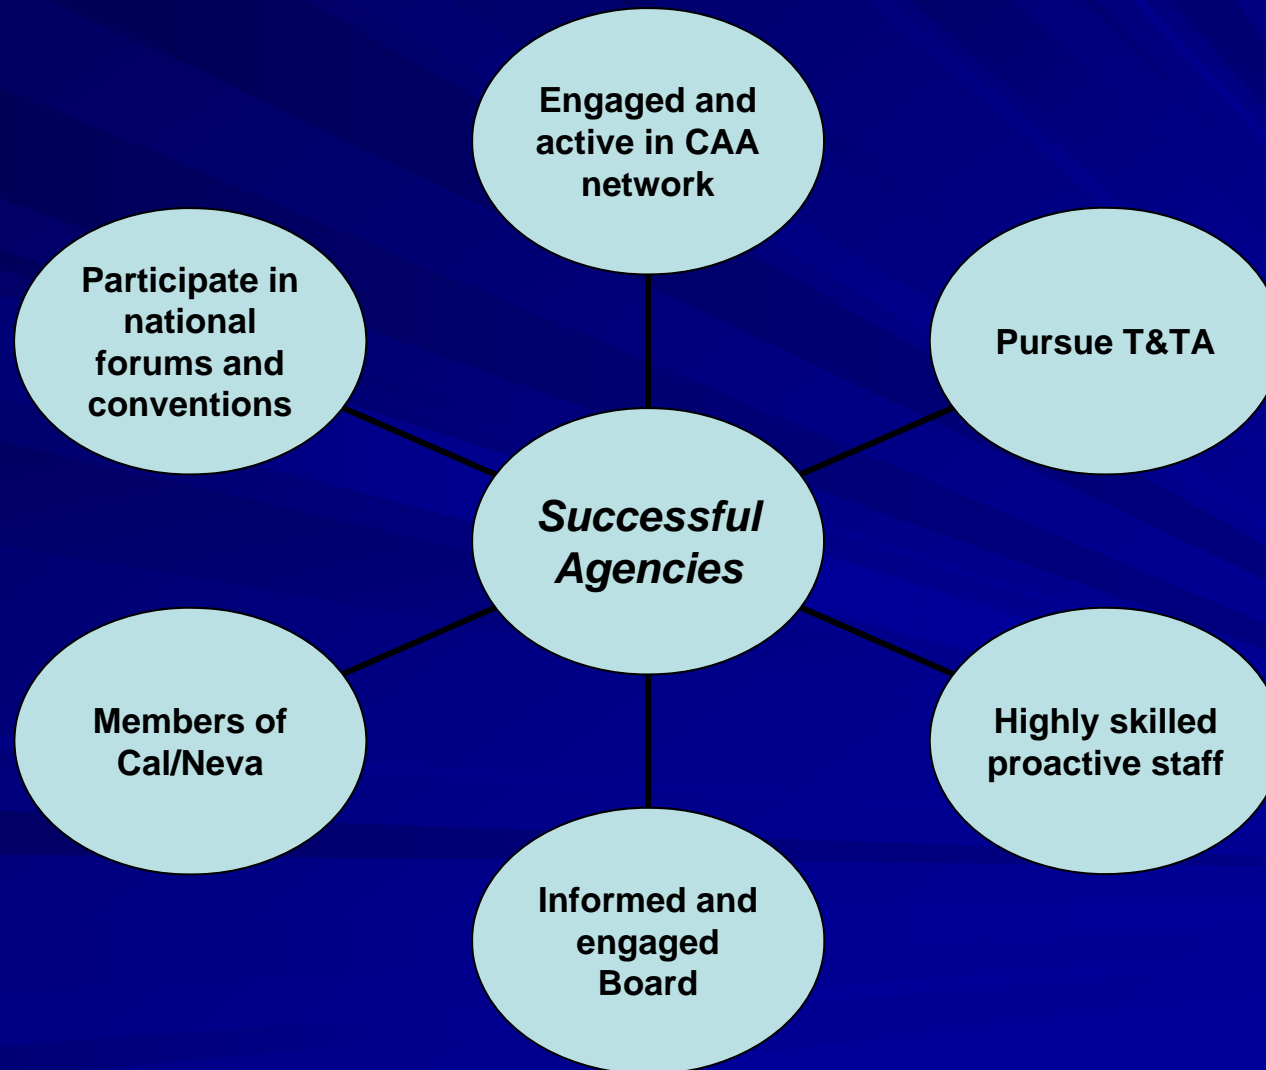 Engaged and
active in CAA
network
Participate in
national
forums and
conventions
Pursue T&TA
Successful
Agencies
Members of
Cal/Neva
Highly skilled
proactive staff
Informed and
engaged
Board